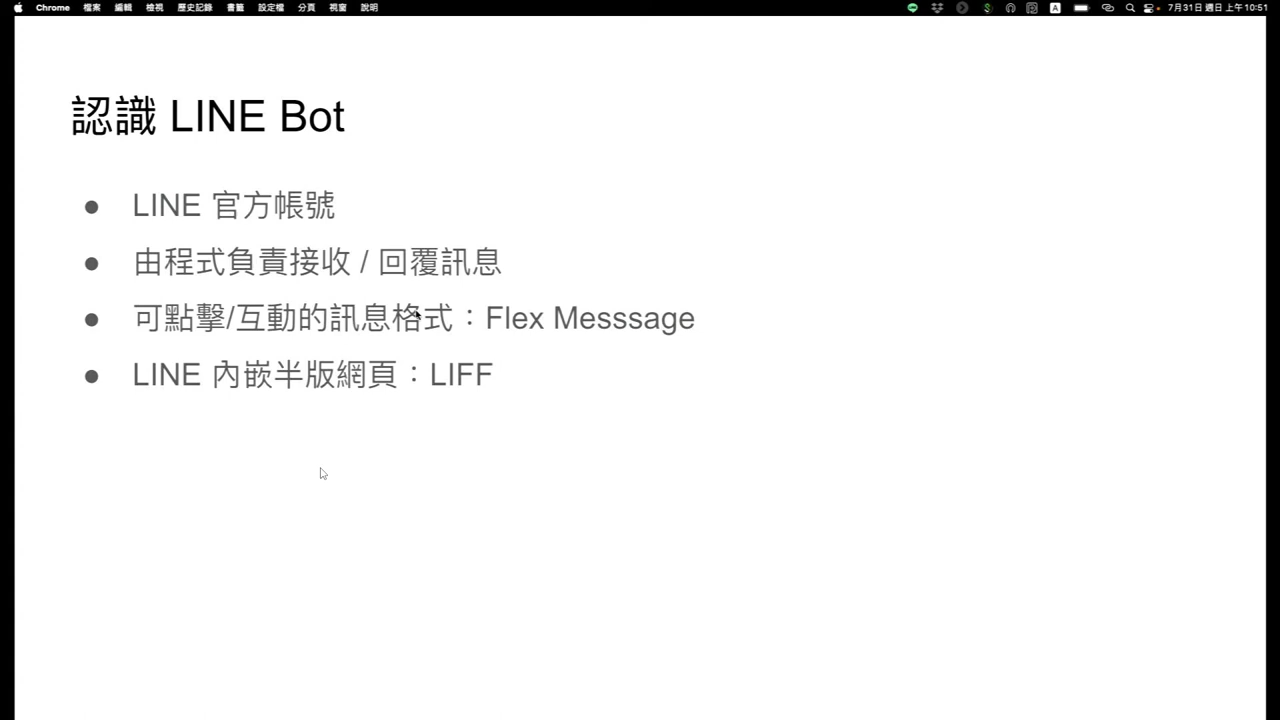 Chrome 檔案 編輯 檢視 歷史記錄 書籤 設定檔 分頁 視窗 說明 A 7月31日 週日 上午10:51
認識 LINE Bot
● LINE 官方帳號
● 由程式負責接收 / 回覆訊息
● 可點擊/互動的訊息格式：Flex Messsage
● LINE 內嵌半版網頁：LIFF